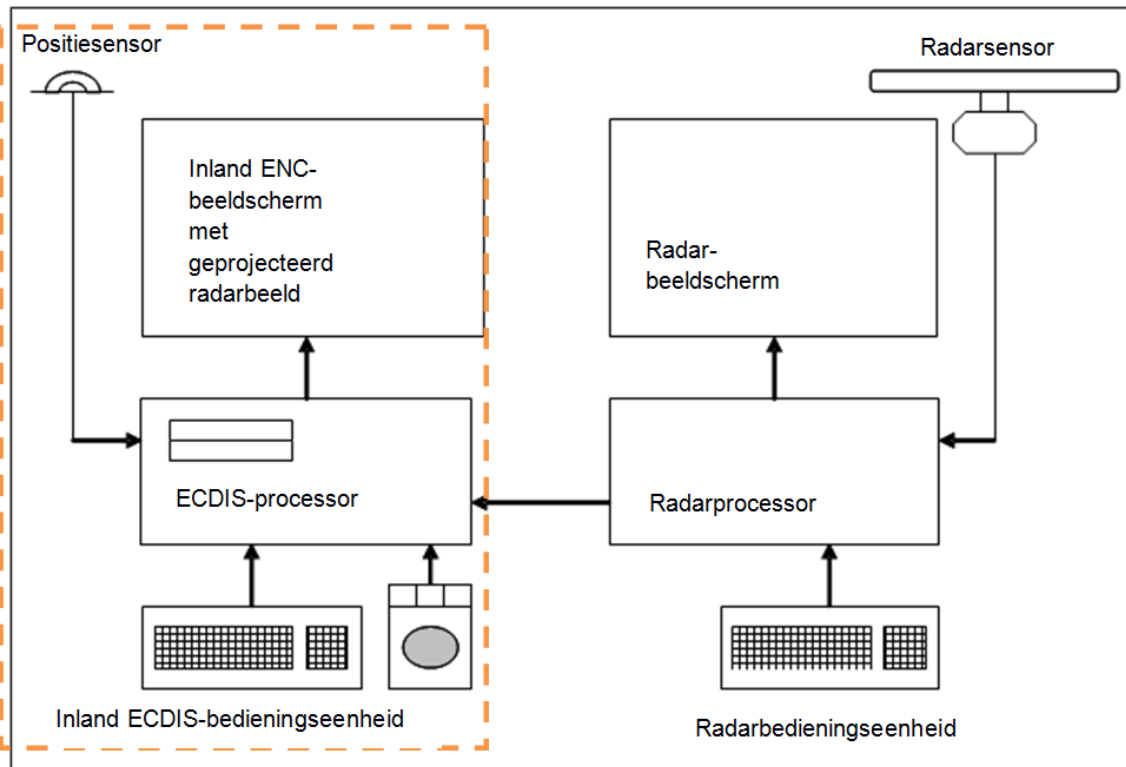 Positiesensor
Radarsensor
Inland ENC-
beeldscherm
met
geprojecteerd
radarbeeld
Radar-
beeldscherm
ECDIS-processor
Radarprocessor
Inland ECDIS-bedieningseenheid
Radarbedieningseenheid